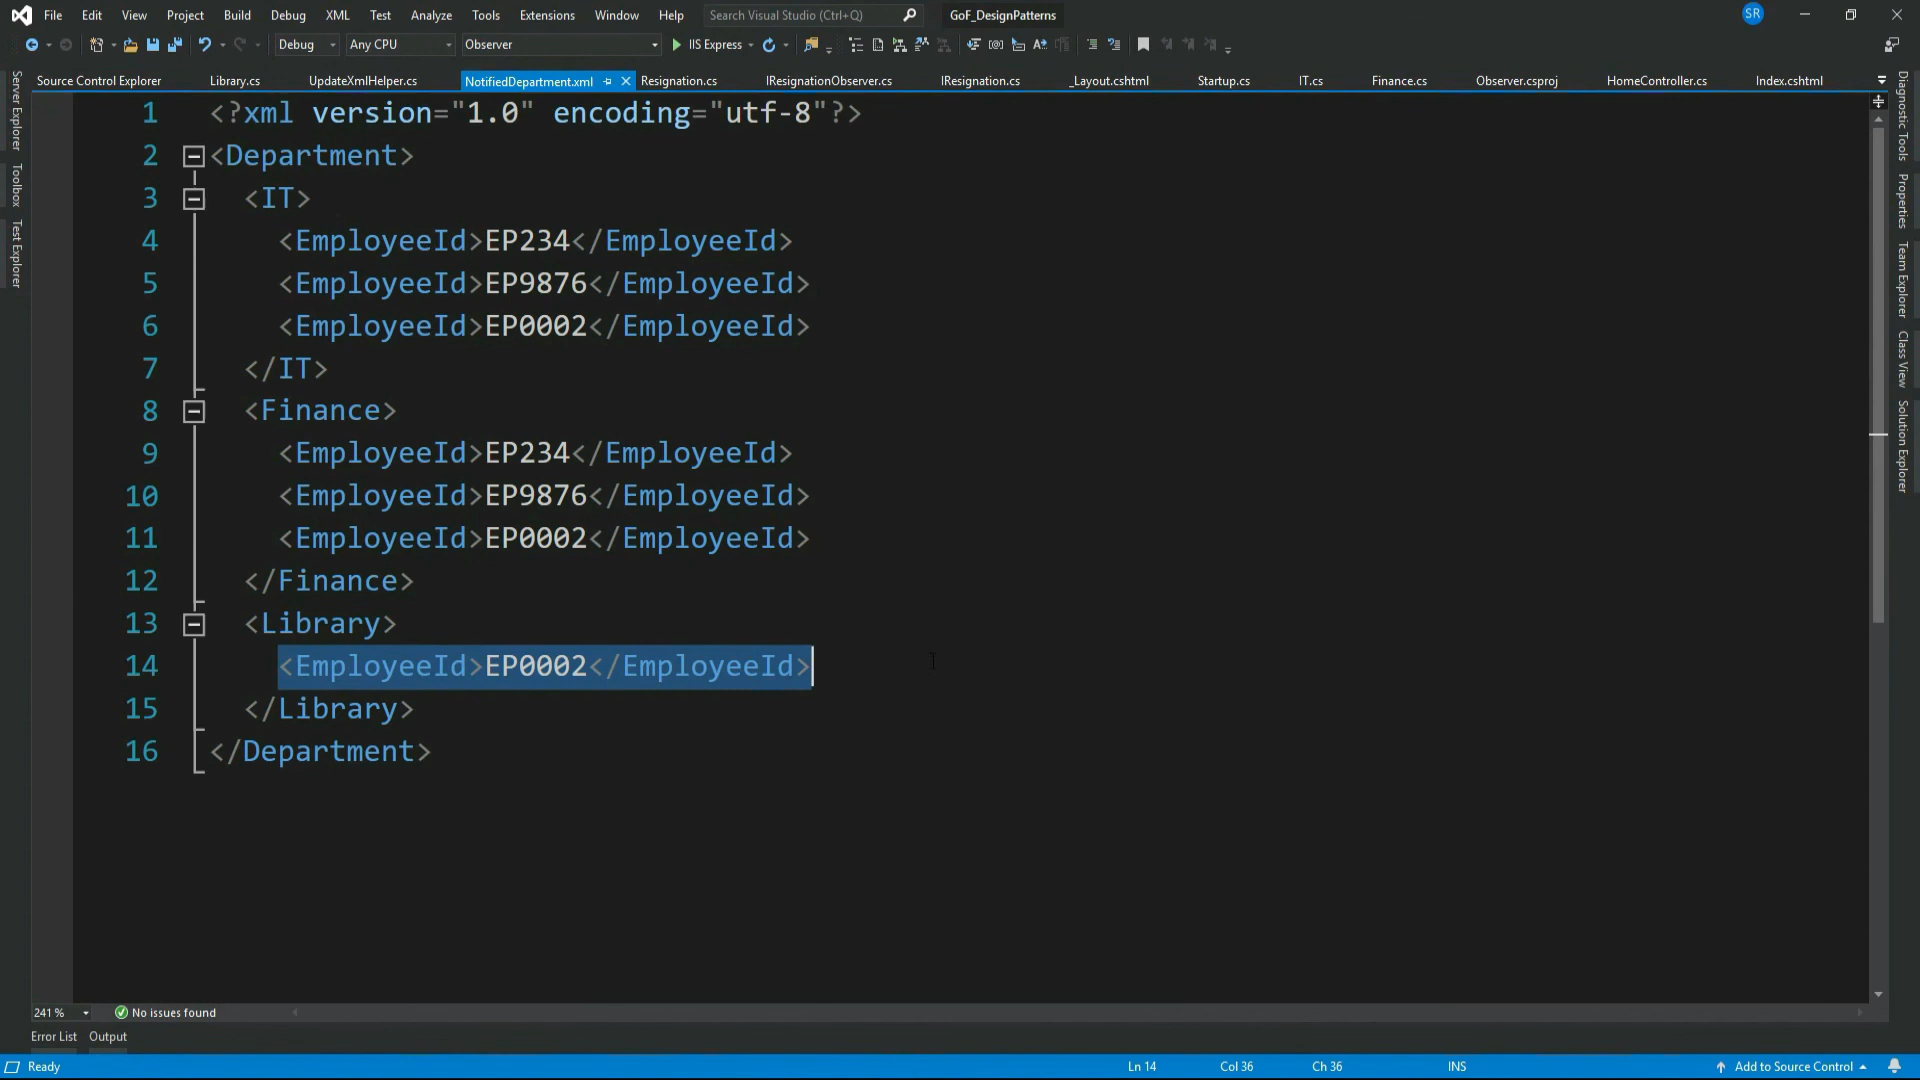 File Edit View Project Build Debug XML Test Analyze Tools Extensions Window Help Search Visual Studio (Ctrl+Q) GoF_DesignPatterns SR
Debug Any CPU Observer IIS Express
Source Control Explorer Library.cs UpdateXmlHelper.cs NotifiedDepartment.xml Resignation.cs IResignationObserver.cs IResignation.cs _Layout.cshtml Startup.cs IT.cs Finance.cs Observer.csproj HomeController.cs Index.cshtml
Server Explorer
Toolbox
Test Explorer
1 <?xml version="1.0" encoding="utf-8"?>
2 <Department>
3 <IT>
4 <EmployeeId>EP234</EmployeeId>
5 <EmployeeId>EP9876</EmployeeId>
6 <EmployeeId>EP0002</EmployeeId>
7 </IT>
8 <Finance>
9 <EmployeeId>EP234</EmployeeId>
10 <EmployeeId>EP9876</EmployeeId>
11 <EmployeeId>EP0002</EmployeeId>
12 </Finance>
13 <Library>
14 <EmployeeId>EP0002</EmployeeId>
15 </Library>
16 </Department>
Diagnostic Tools
Properties
Team Explorer
Class View
Solution Explorer
241 % No issues found
Error List Output
Ready Ln 14 Col 36 Ch 36 INS Add to Source Control